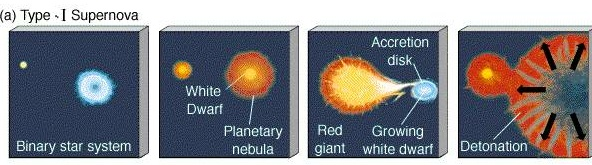 (a) Type - I Supernova
Binary star system
White
Dwarf
Planetary
nebula
Accretion
disk
Red
giant
Growing
white dwarf
Detonation